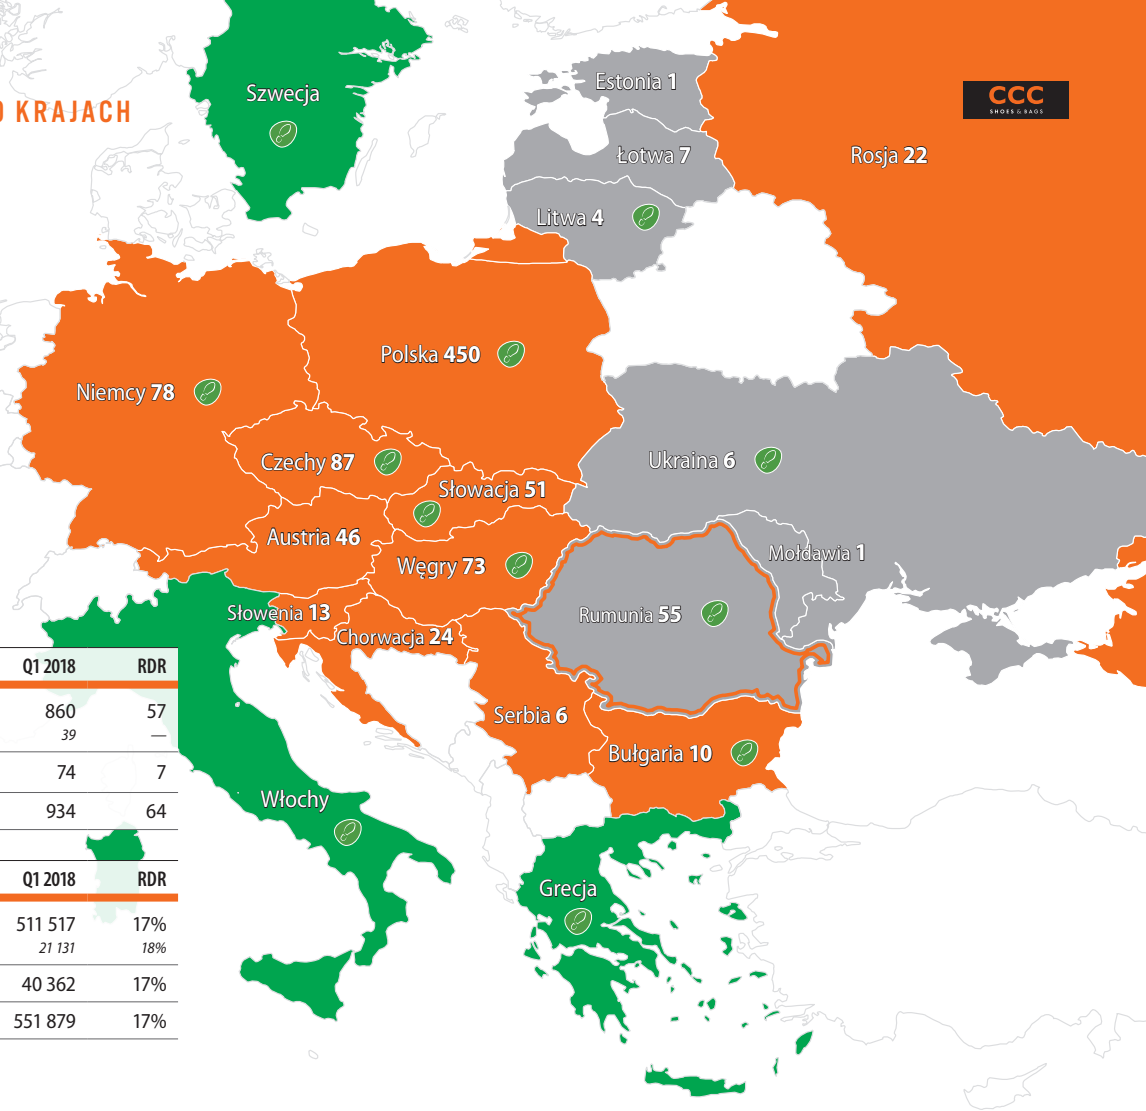 O KRAJACH
CCC
SHOES & BAGS
Szwecja
Estonia 1
Łotwa 7
Rosja 22
Litwa 4
Polska 450
Niemcy 78
Czechy 87
Ukraina 6
Słowacja 51
Austria 46
Mołdawia 1
Węgry 73
Słowenia 13
Rumunia 55
Chorwacja 24
Serbia 6
Bułgaria 10
Włochy
Grecja
Q1 2018 RDR
860 57
39 —
74 7
934 64
Q1 2018 RDR
511 517 17%
21 131 18%
40 362 17%
551 879 17%